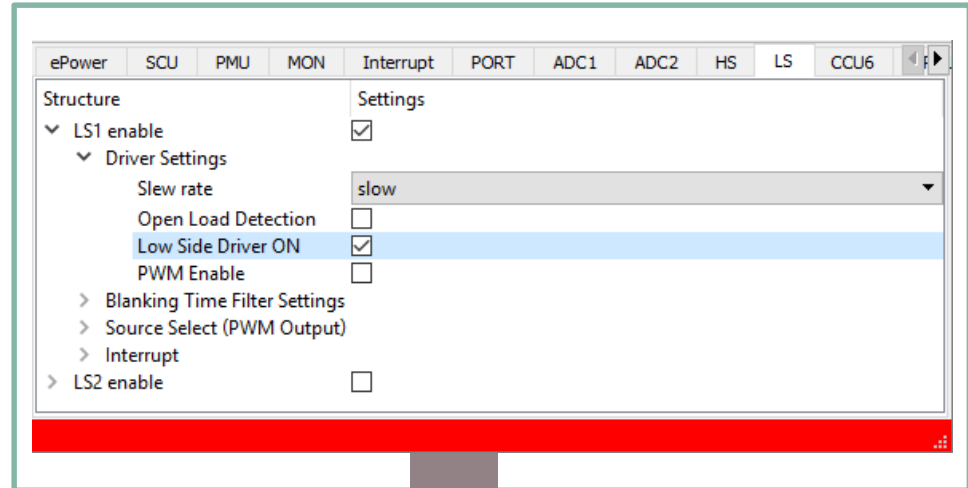 ePower SCU PMU MON Interrupt PORT ADC1 ADC2 HS LS CCU6
Structure Settings
LS1 enable
Driver Settings
Slew rate slow
Open Load Detection
Low Side Driver ON
PWM Enable
Blanking Time Filter Settings
Source Select (PWM Output)
Interrupt
LS2 enable